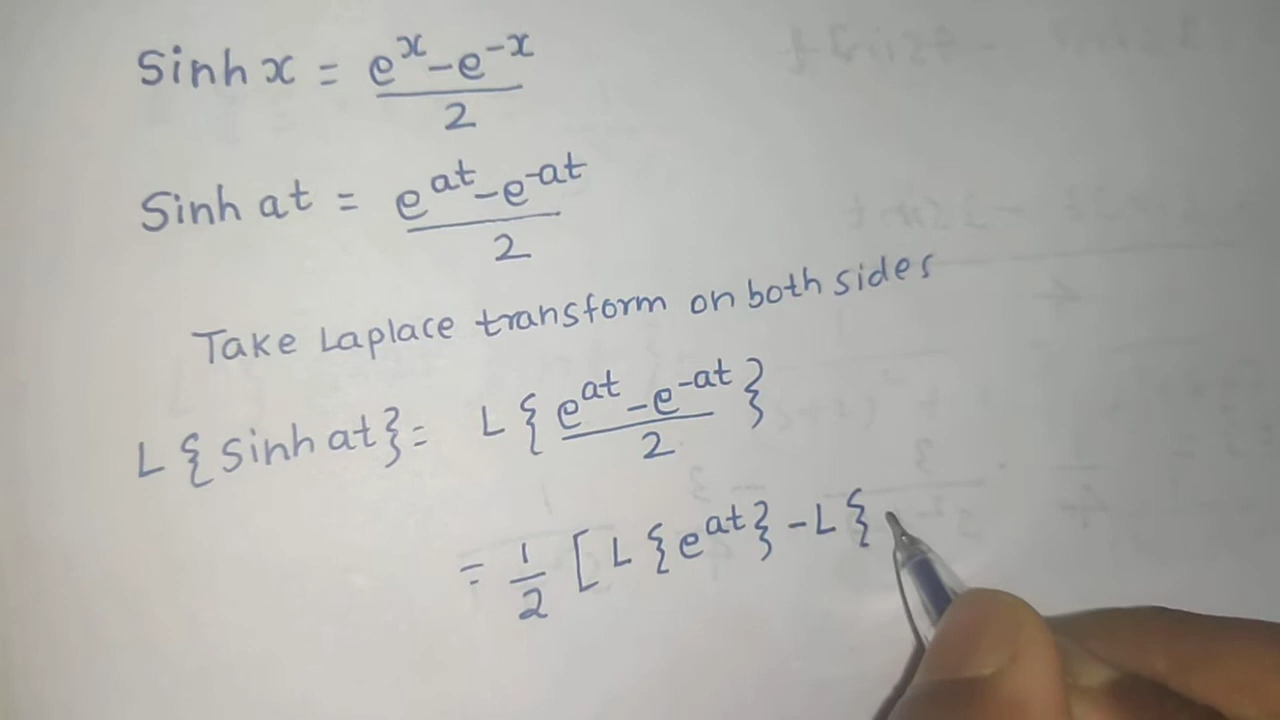 Sinh x = e^x - e^-x / 2
Sinh at = e^at - e^-at / 2
Take Laplace transform on both sides
L { sinh at } = L { e^at - e^-at / 2 }
= 1/2 [ L { e^at } - L {